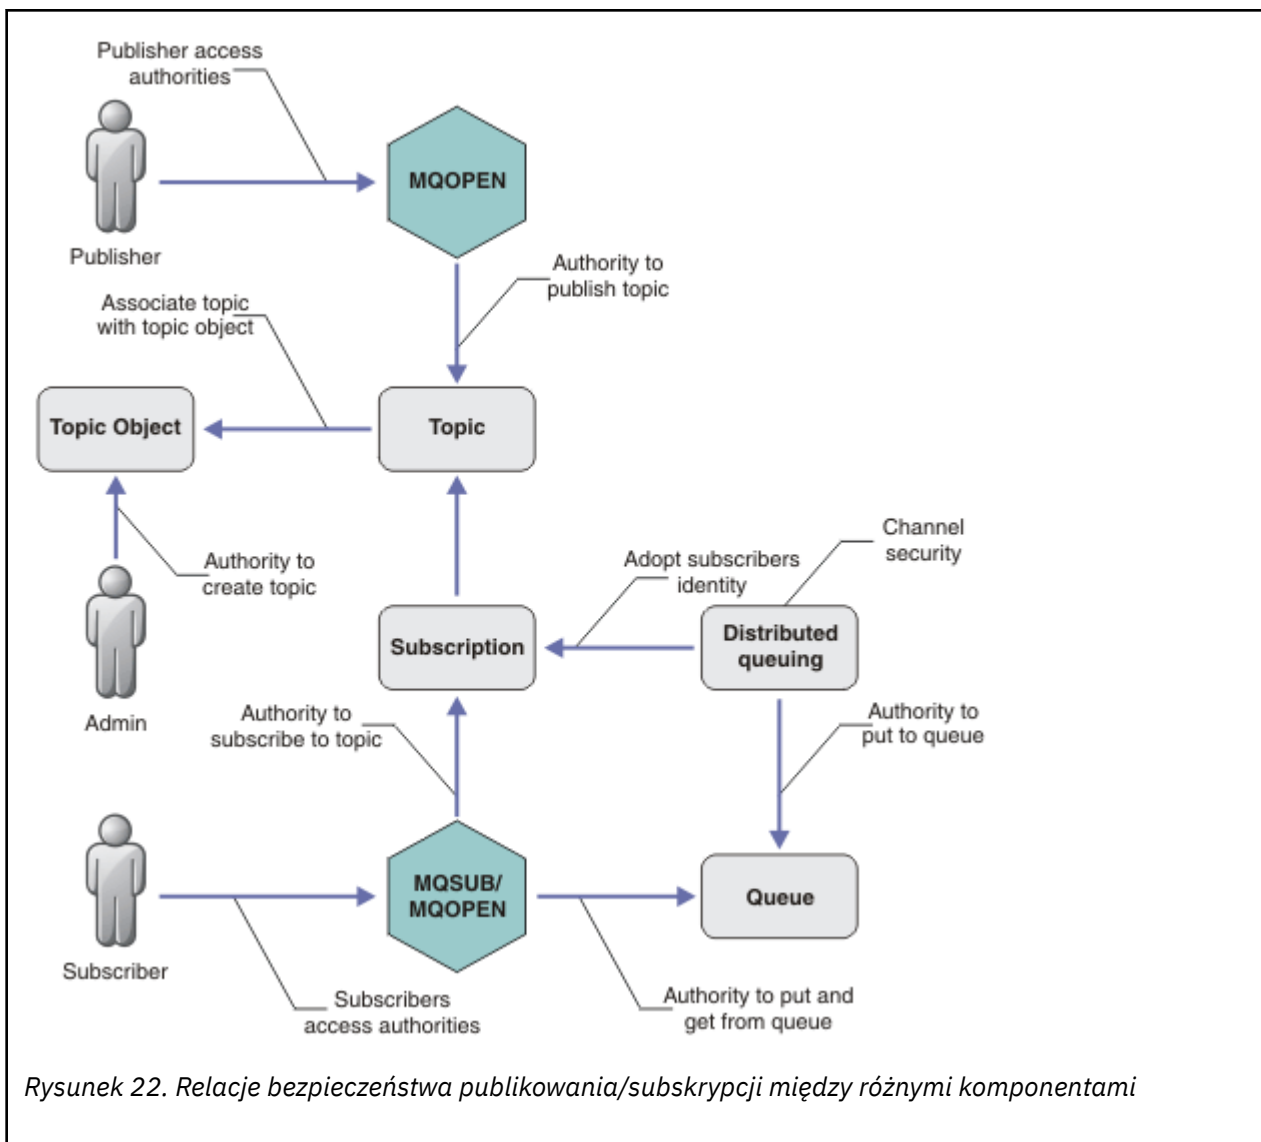 Publisher access
authorities
MQOPEN
Publisher
Authority to
publish topic
Associate topic
with topic object
Topic Object
Topic
Channel
security
Authority to
create topic
Adopt subscribers
identity
Subscription
Distributed
queuing
Admin
Authority to
subscribe to topic
Authority to
put to queue
MQSUB/
MQOPEN
Queue
Subscriber
Subscribers
access authorities
Authority to put and
get from queue
Rysunek 22. Relacje bezpieczeństwa publikowania/subskrypcji między różnymi komponentami